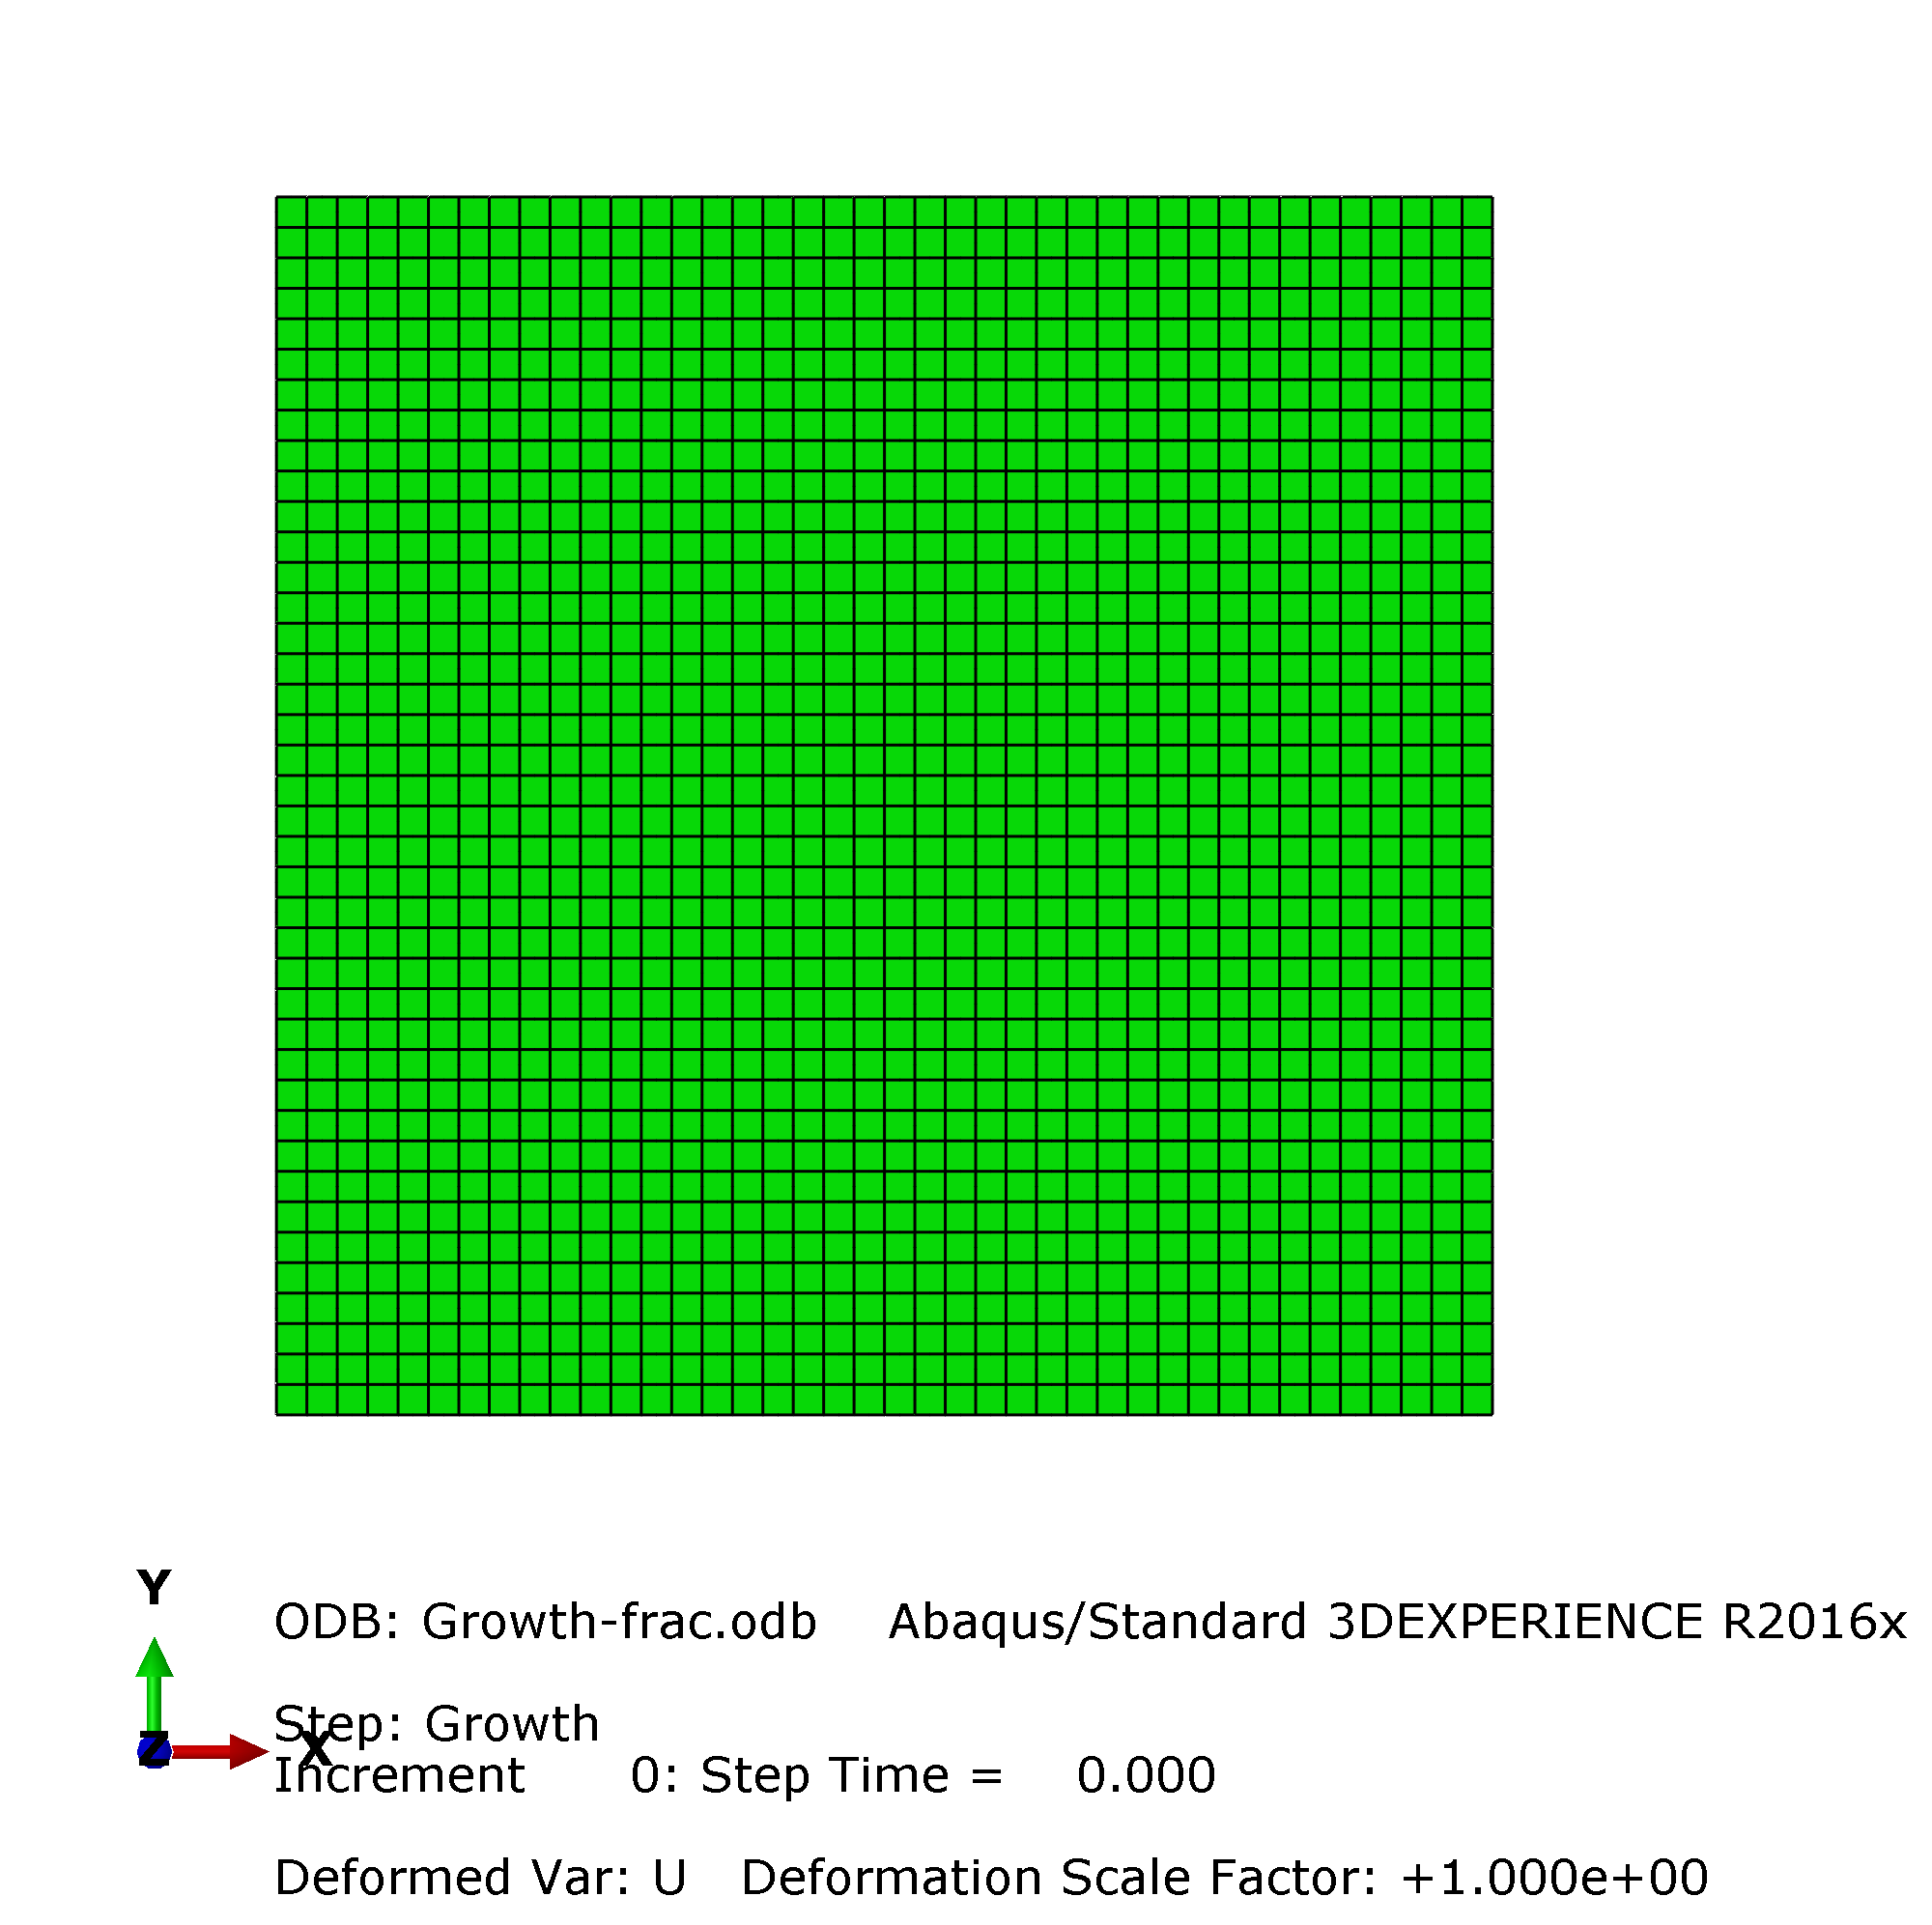 Y
ODB: Growth-frac.odb Abaqus/Standard 3DEXPERIENCE R2016x
Step: Growth
Z X
Increment 0: Step Time = 0.000
Deformed Var: U Deformation Scale Factor: +1.000e+00